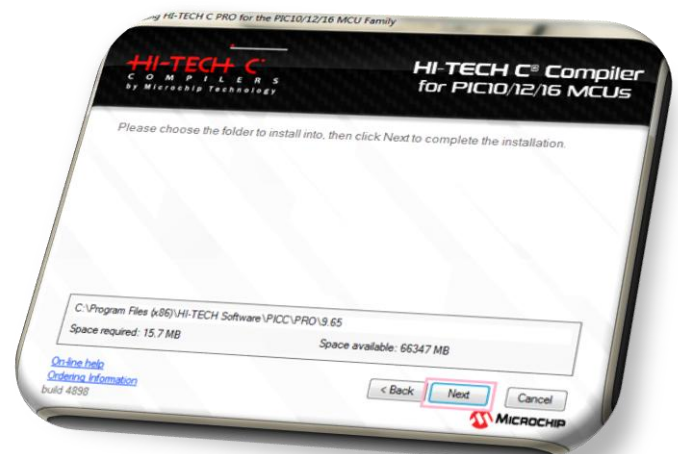 HI-TECH C PRO for the PIC10/12/16 MCU Family
HI-TECH C
COMPILERS
by Microchip Technology
HI-TECH C® Compiler
for PIC10/12/16 MCUs
Please choose the folder to install into, then click Next to complete the installation.
C:\Program Files (x86)\HI-TECH Software\PICC\PRO\9.65
Space required: 15.7 MB
Space available: 66347 MB
On-line help
Ordering Information
build 4898
< Back
Next
Cancel
MICROCHIP